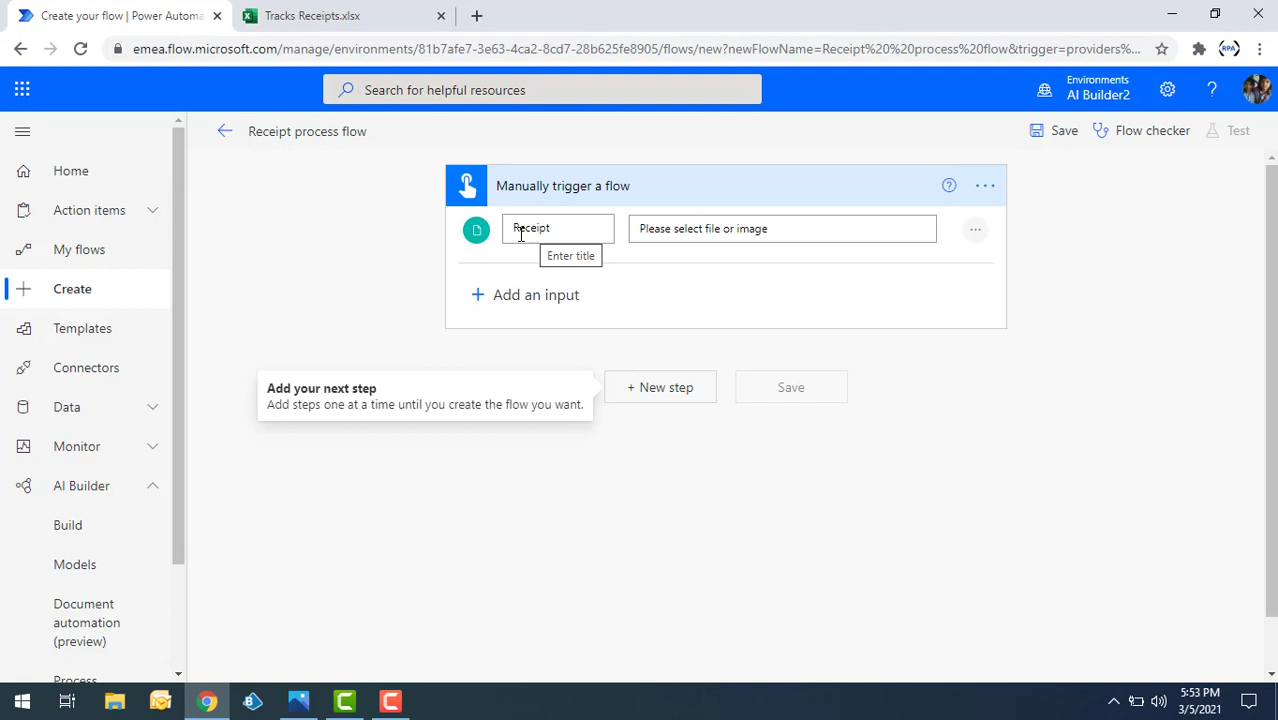 Create your flow | Power Automa
Tracks Receipts.xlsx
emea.flow.microsoft.com/manage/environments/81b7afe7-3e63-4ca2-8cd7-28b625fe8905/flows/new?newFlowName=Receipt%20%20process%20flow&trigger=providers%...
RPA
Search for helpful resources
Environments
AI Builder2
Receipt process flow
Save
Flow checker
Test
Home
Action items
My flows
Create
Templates
Connectors
Data
Monitor
AI Builder
Build
Models
Document
automation
(preview)
Process
Manually trigger a flow
Receipt
Please select file or image
Enter title
Add an input
Add your next step
Add steps one at a time until you create the flow you want.
+ New step
Save
5:53 PM
3/5/2021